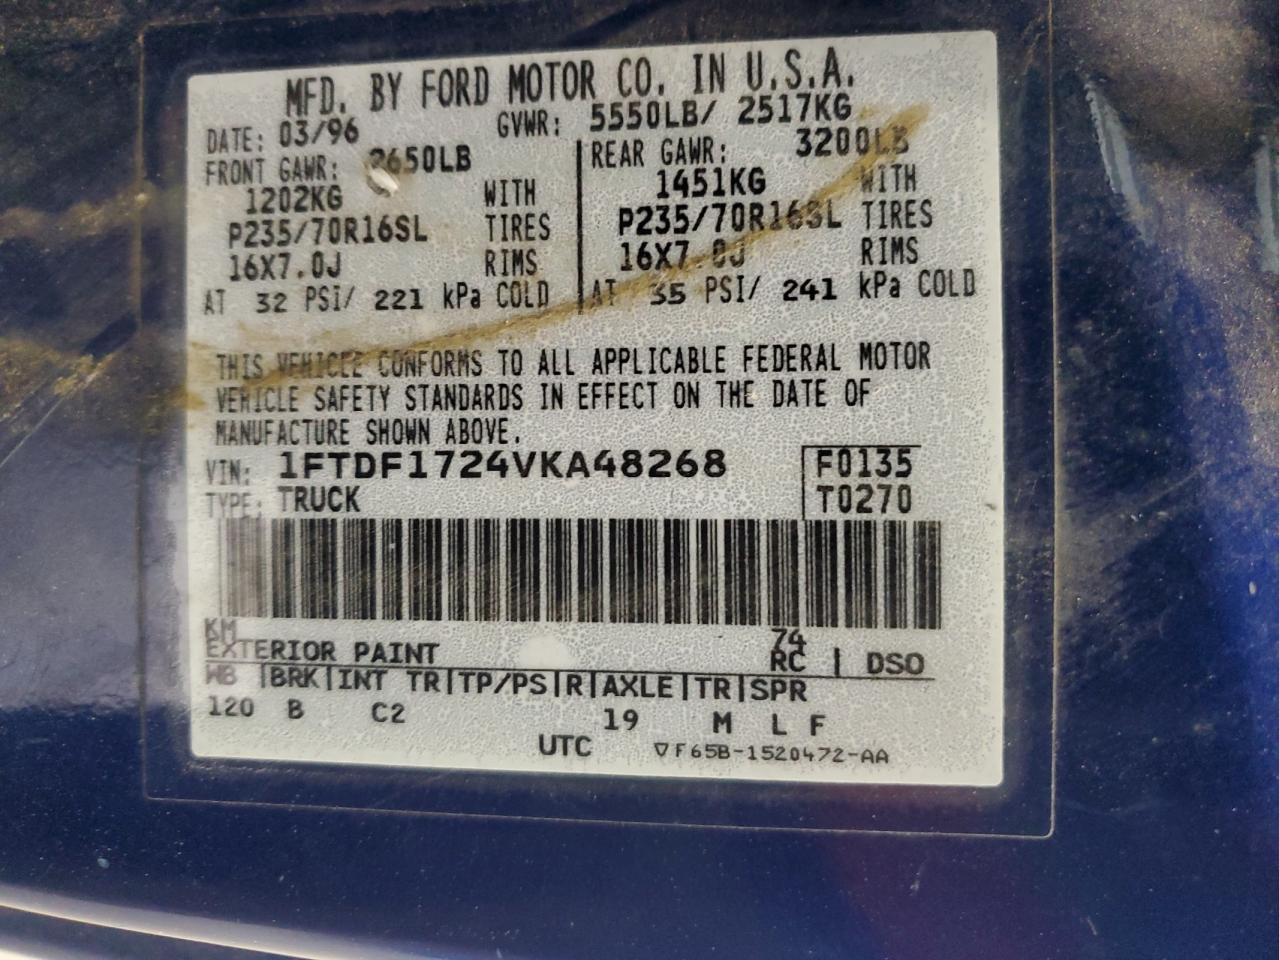 MFD. BY FORD MOTOR CO. IN U.S.A.
DATE: 03/96 GVWR: 5550LB/ 2517KG
FRONT GAWR: 2650LB REAR GAWR: 3200LB
1202KG WITH 1451KG WITH
P235/70R16SL TIRES P235/70R16SL TIRES
16X7.0J RIMS 16X7.0J RIMS
AT 32 PSI/ 221 kPa COLD AT 35 PSI/ 241 kPa COLD
THIS VEHICLE CONFORMS TO ALL APPLICABLE FEDERAL MOTOR
VEHICLE SAFETY STANDARDS IN EFFECT ON THE DATE OF
MANUFACTURE SHOWN ABOVE.
VIN: 1FTDF1724VKA48268 F0135
TYPE: TRUCK T0270
KM 74
EXTERIOR PAINT RC | DSO
WB |BRK|INT TR|TP/PS|R|AXLE|TR|SPR
120 B C2 19 M L F
UTC ▽F65B-1520472-AA